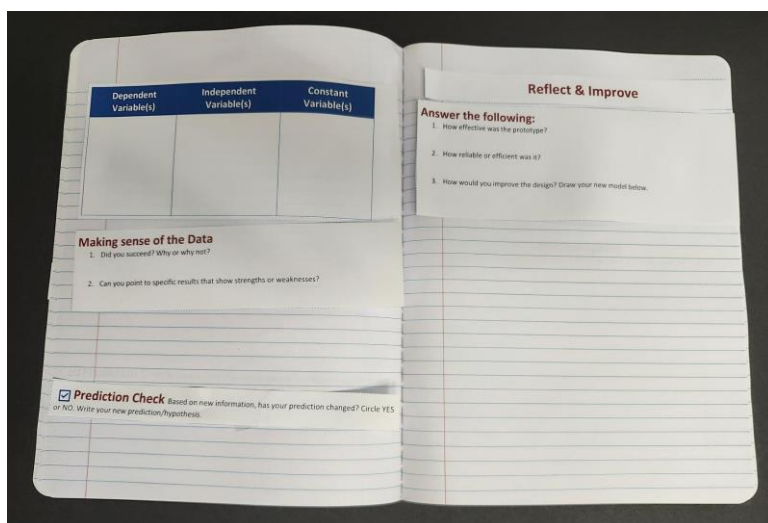 Dependent Variable(s)
Independent Variable(s)
Constant Variable(s)
Making sense of the Data
1. Did you succeed? Why or why not?
2. Can you point to specific results that show strengths or weaknesses?
Prediction Check Based on new information, has your prediction changed? Circle YES
or NO. Write your new prediction/hypothesis.
Reflect & Improve
Answer the following:
1. How effective was the prototype?
2. How reliable or efficient was it?
3. How would you improve the design? Draw your new model below.